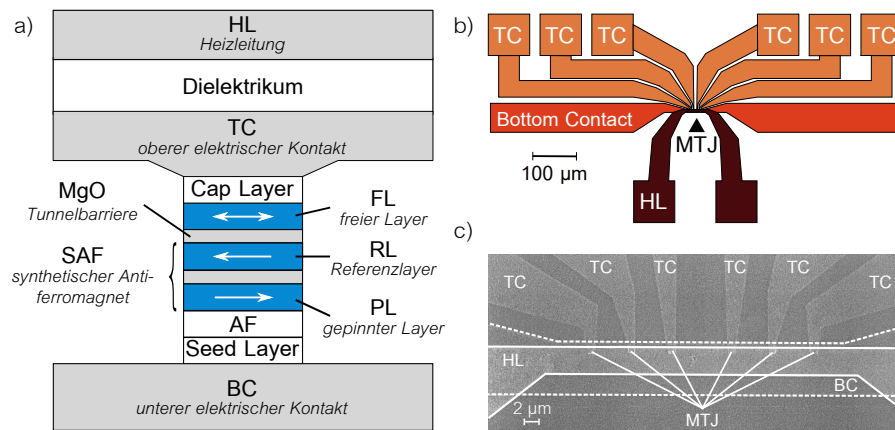 a)
HL
Heizleitung
Dielektrikum
TC
oberer elektrischer Kontakt
Cap Layer
MgO
Tunnelbarriere
FL
freier Layer
SAF
synthetischer Anti-
ferromagnet
RL
Referenzlayer
PL
gepinnter Layer
AF
Seed Layer
BC
unterer elektrischer Kontakt
b)
TC TC TC TC TC TC
Bottom Contact
MTJ
100 µm
HL
c)
TC TC TC TC TC TC
HL
BC
MTJ
2 µm